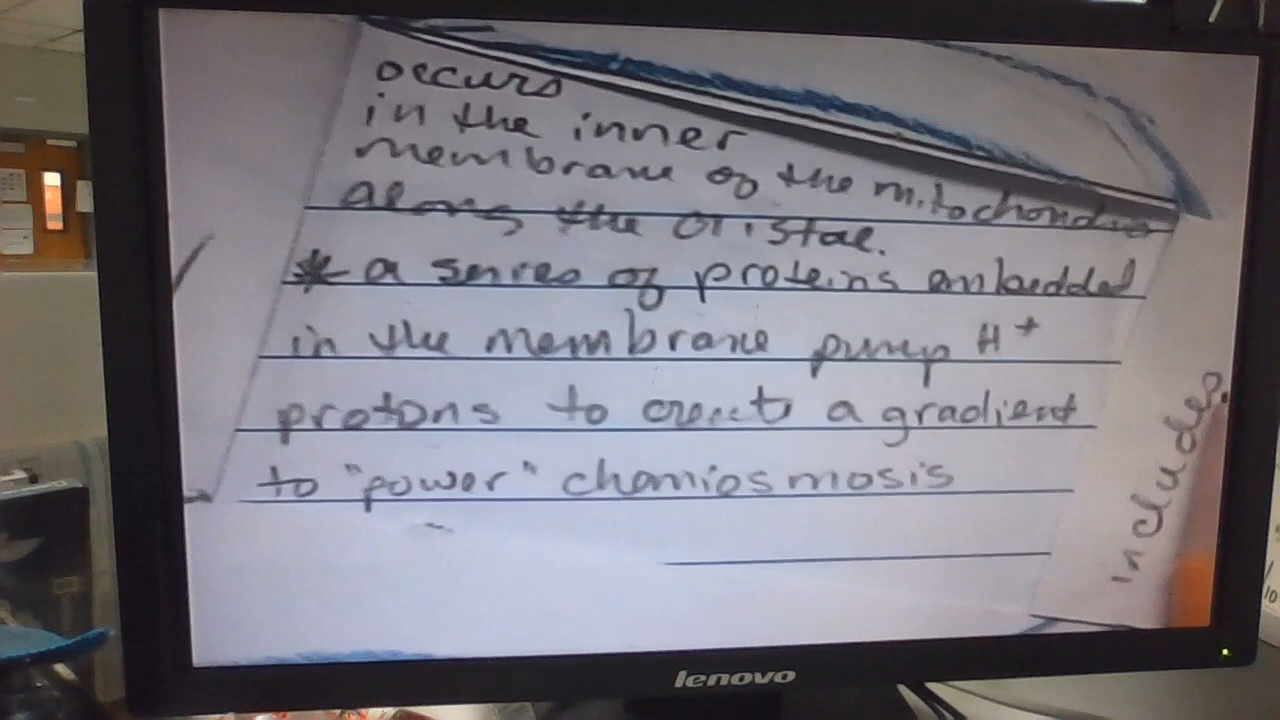 occurs
in the inner
membrane of the mitochondria
along the cristae.
* a series of proteins embedded
in the membrane pump H+
protons to create a gradient
to "power" chemiosmosis
includes
lenovo
10